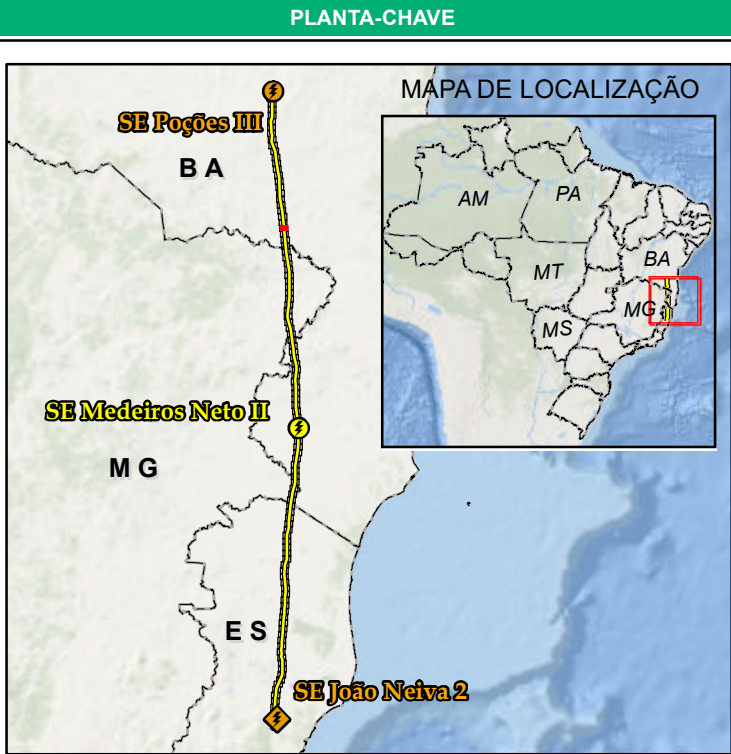 PLANTA-CHAVE
MAPA DE LOCALIZAÇÃO
SE Poções III
B A
AM
PA
BA
MT
MG
MS
SE Medeiros Neto II
M G
E S
SE João Neiva 2